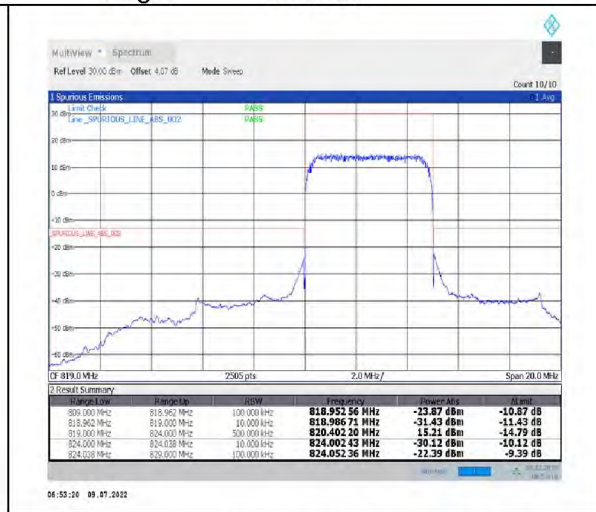 MultiView Spectrum
Ref Level 30.00 dBm Offset 4.07 dB Mode Sweep
Count 10/10
1 Spurious Emissions 1 Avg
30 dBm Limit Check PASS
Line _SPURIOUS_LINE_ABS_002 PASS
20 dBm
10 dBm
0 dBm
-10 dBm
_SPURIOUS_LINE_ABS_002
-20 dBm
-30 dBm
-40 dBm
-50 dBm
-60 dBm
CF 819.0 MHz 2505 pts 2.0 MHz/ Span 20.0 MHz
2 Result Summary
Range Low Range Up RBW Frequency Power Abs ΔLimit
809.000 MHz 818.962 MHz 100.000 kHz 818.952 56 MHz -23.87 dBm -10.87 dB
818.962 MHz 819.000 MHz 10.000 kHz 818.986 71 MHz -31.43 dBm -11.43 dB
819.000 MHz 824.000 MHz 500.000 kHz 820.402 20 MHz 15.21 dBm -14.79 dB
824.000 MHz 824.038 MHz 10.000 kHz 824.002 43 MHz -30.12 dBm -10.12 dB
824.038 MHz 829.000 MHz 100.000 kHz 824.052 36 MHz -22.39 dBm -9.39 dB
06:53:20 09.07.2022